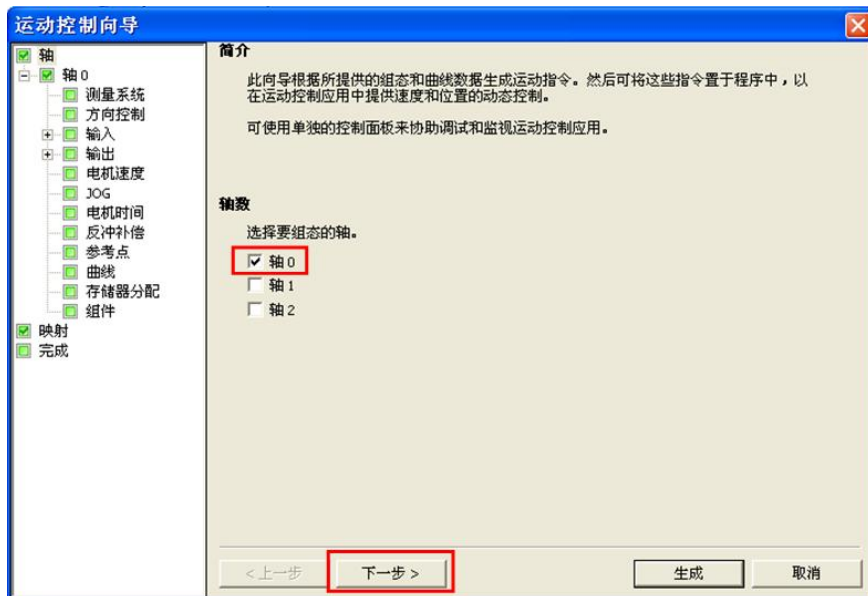 运动控制向导
轴
轴 0
测量系统
方向控制
输入
输出
电机速度
JOG
电机时间
反冲补偿
参考点
曲线
存储器分配
组件
映射
完成
简介
此向导根据所提供的组态和曲线数据生成运动指令。然后可将这些指令置于程序中，以
在运动控制应用中提供速度和位置的动态控制。
可使用单独的控制面板来协助调试和监视运动控制应用。
轴数
选择要组态的轴。
轴 0
轴 1
轴 2
< 上一步
下一步 >
生成
取消